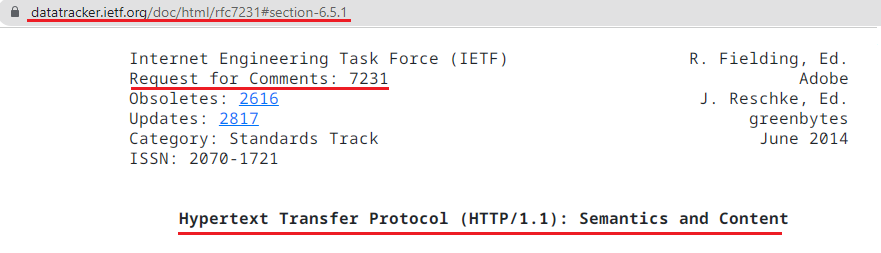 datatracker.ietf.org/doc/html/rfc7231#section-6.5.1
Internet Engineering Task Force (IETF) R. Fielding, Ed.
Request for Comments: 7231 Adobe
Obsoletes: 2616 J. Reschke, Ed.
Updates: 2817 greenbytes
Category: Standards Track June 2014
ISSN: 2070-1721
Hypertext Transfer Protocol (HTTP/1.1): Semantics and Content